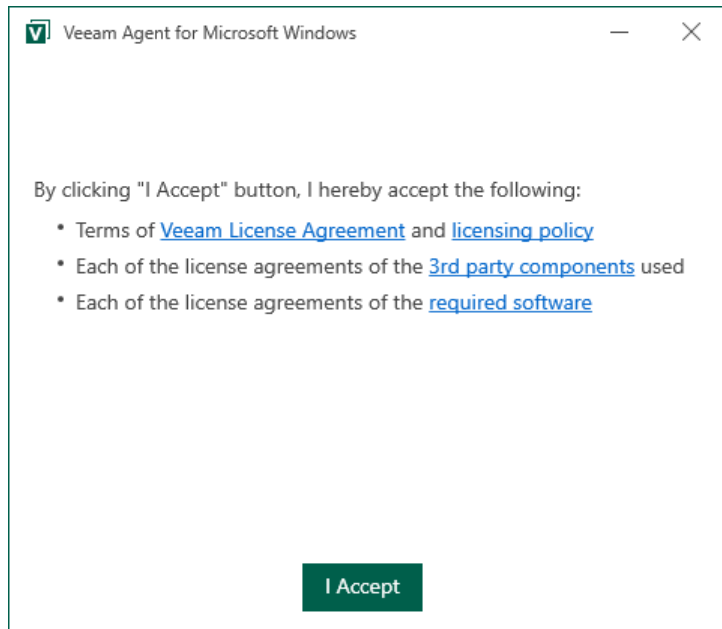 Veeam Agent for Microsoft Windows
By clicking "I Accept" button, I hereby accept the following:
• Terms of Veeam License Agreement and licensing policy
• Each of the license agreements of the 3rd party components used
• Each of the license agreements of the required software
I Accept